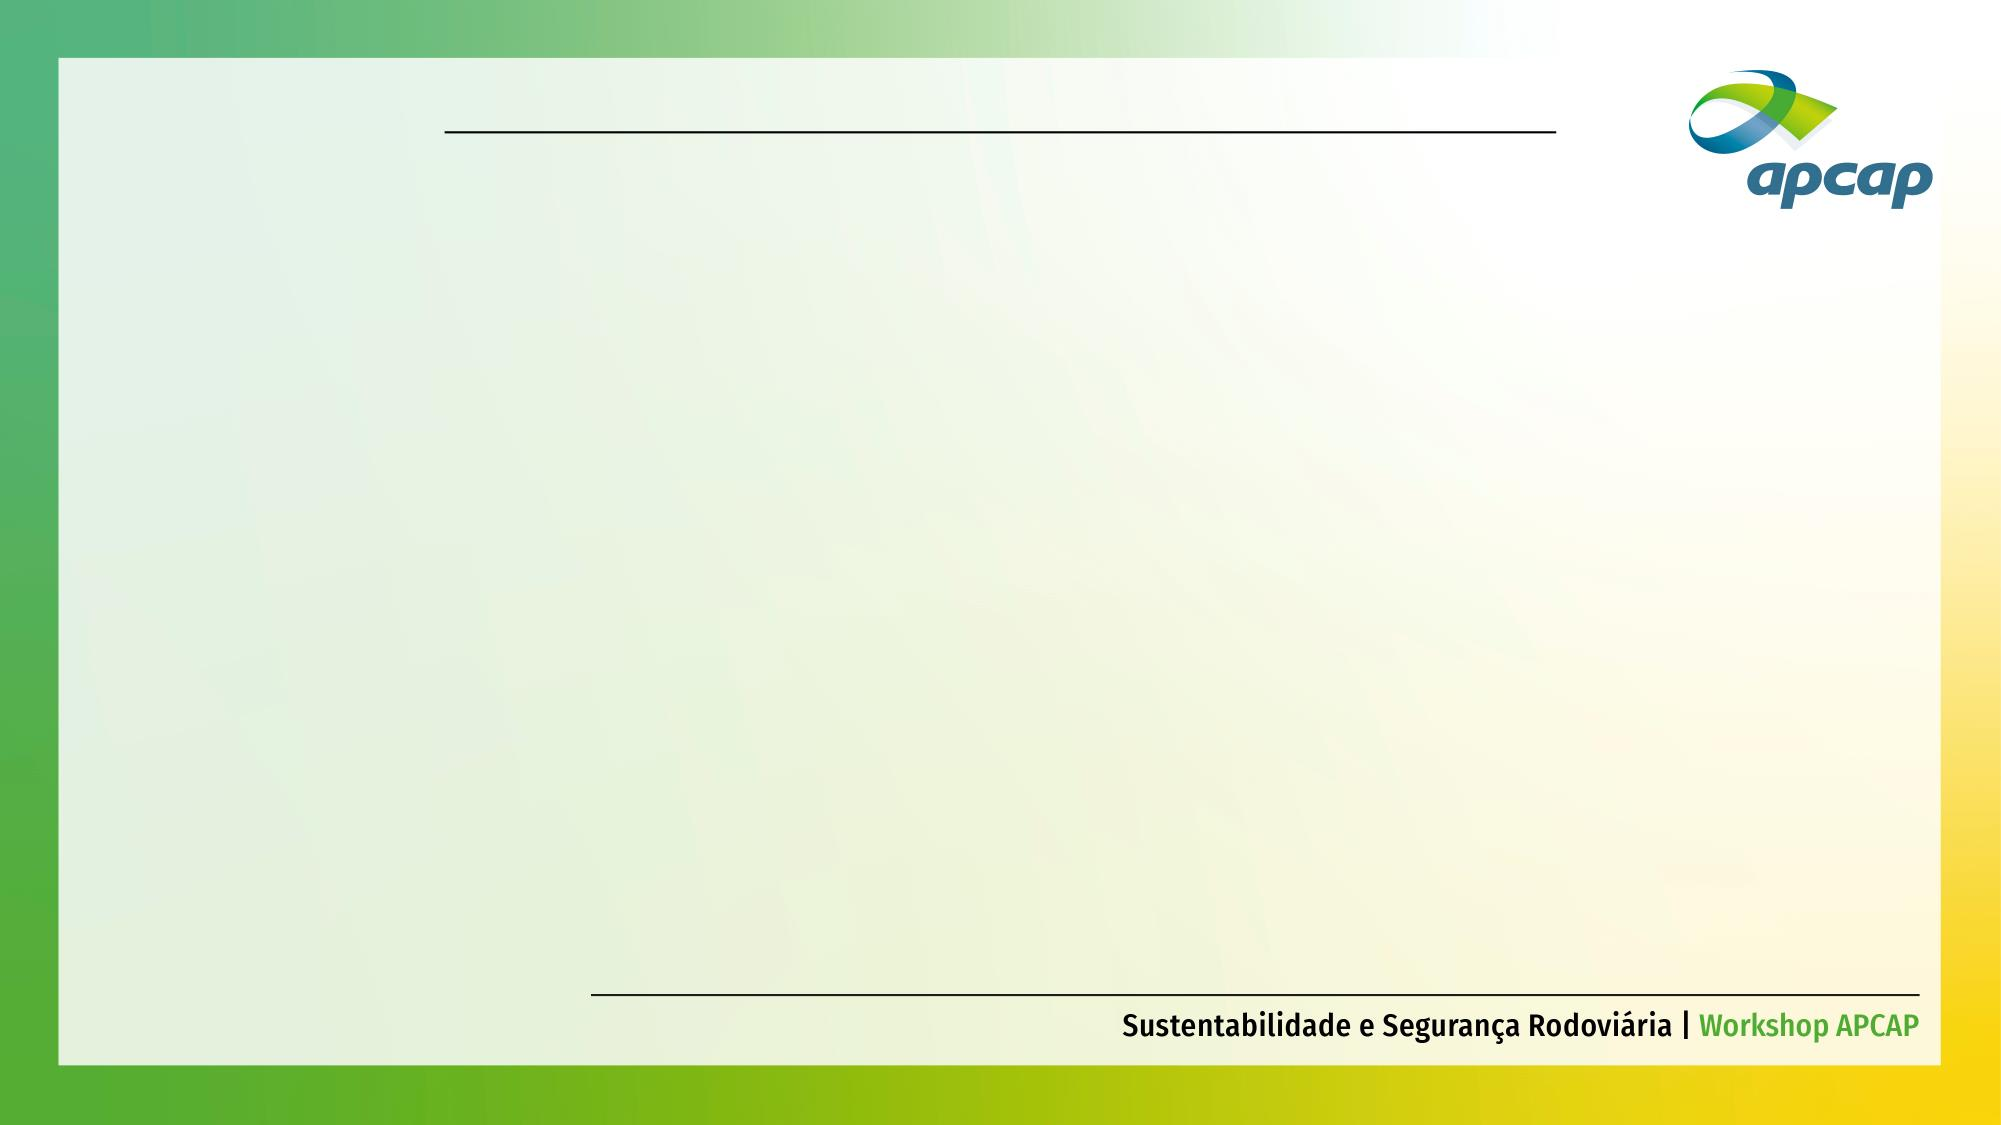 apcap
Sustentabilidade e Segurança Rodoviária | Workshop APCAP